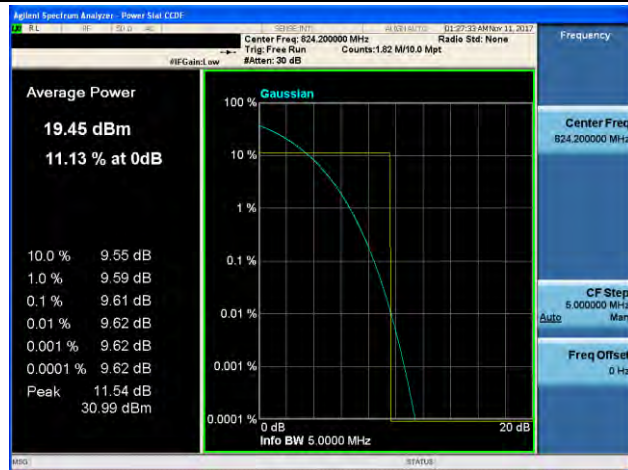 Agilent Spectrum Analyzer - Power Stat CCDF
RL RF 50 Ω AC SENSE:INT ALIGN AUTO 01:27:33 AM Nov 11, 2017
Center Freq: 824.200000 MHz Radio Std: None
Trig: Free Run Counts:1.82 M/10.0 Mpt
#IFGain:Low #Atten: 30 dB
Frequency
Average Power
19.45 dBm
11.13 % at 0dB
10.0 % 9.55 dB
1.0 % 9.59 dB
0.1 % 9.61 dB
0.01 % 9.62 dB
0.001 % 9.62 dB
0.0001 % 9.62 dB
Peak 11.54 dB
30.99 dBm
Gaussian
100 %
10 %
1 %
0.1 %
0.01 %
0.001 %
0.0001 %
0 dB 20 dB
Info BW 5.0000 MHz
Center Freq
824.200000 MHz
CF Step
5.000000 MHz
Auto Man
Freq Offset
0 Hz
MSG STATUS